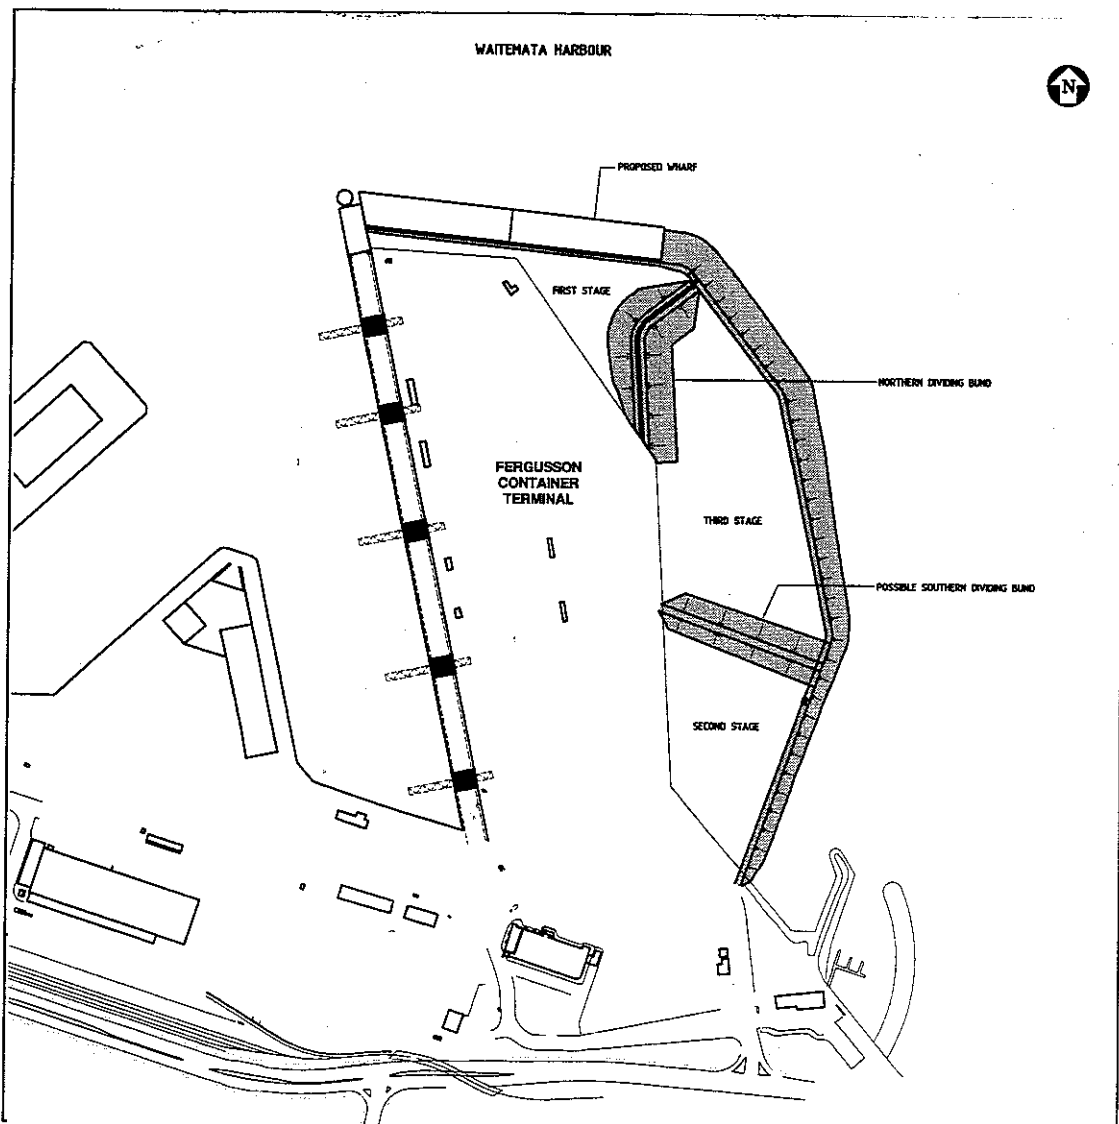 WAITEMATA HARBOUR
N
PROPOSED WHARF
FIRST STAGE
NORTHERN DIVIDING BUND
FERGUSSON
CONTAINER
TERMINAL
THIRD STAGE
POSSIBLE SOUTHERN DIVIDING BUND
SECOND STAGE